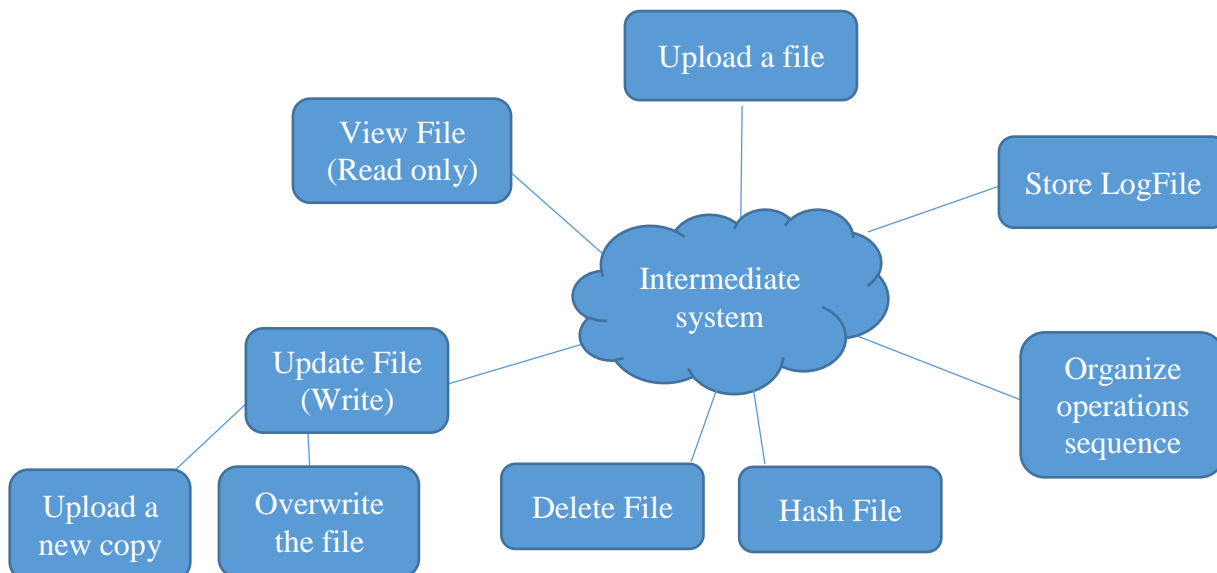 Upload a file
View File
(Read only)
Store LogFile
Intermediate
system
Update File
(Write)
Organize
operations
sequence
Upload a
new copy
Overwrite
the file
Delete File
Hash File